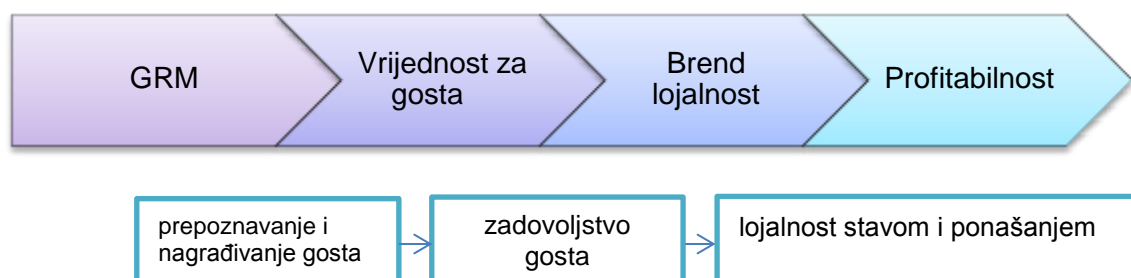 GRM
Vrijednost za
gosta
Brend
lojalnost
Profitabilnost
prepoznavanje i
nagrađivanje gosta
zadovoljstvo
gosta
lojalnost stavom i ponašanjem